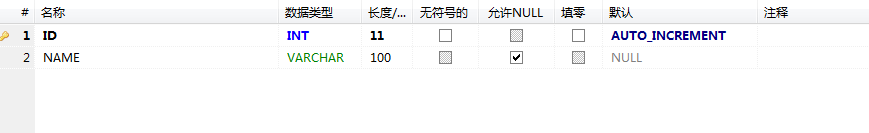 # 名称 数据类型 长度/... 无符号的 允许NULL 填零 默认 注释
1 ID INT 11 AUTO_INCREMENT
2 NAME VARCHAR 100 NULL